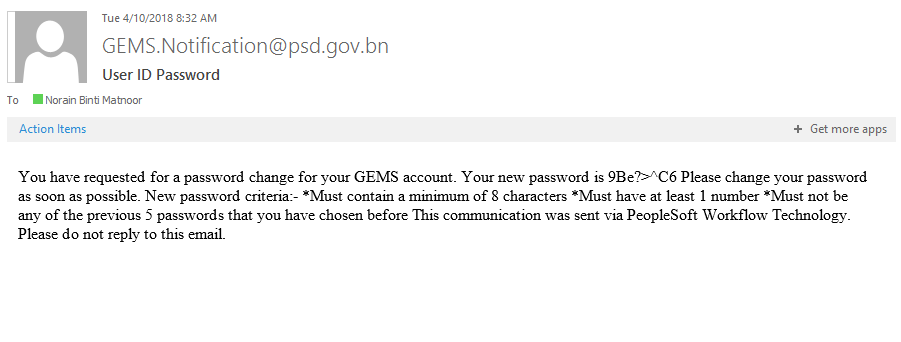 Tue 4/10/2018 8:32 AM
GEMS.Notification@psd.gov.bn
User ID Password
To Norain Binti Matnoor
Action Items + Get more apps
You have requested for a password change for your GEMS account. Your new password is 9Be?>^C6 Please change your password
as soon as possible. New password criteria:- *Must contain a minimum of 8 characters *Must have at least 1 number *Must not be
any of the previous 5 passwords that you have chosen before This communication was sent via PeopleSoft Workflow Technology.
Please do not reply to this email.